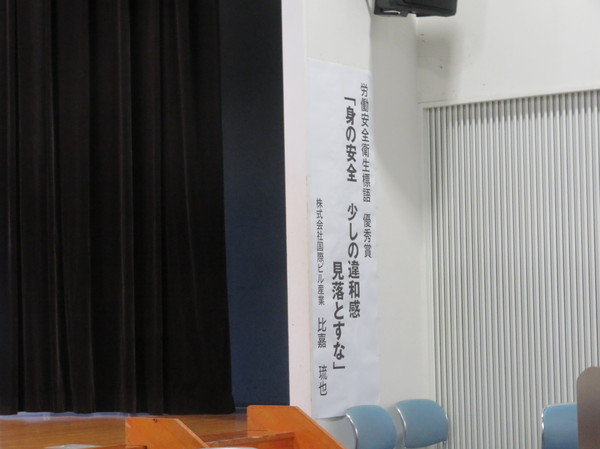 労働安全衛生標語 優秀賞
「身の安全 少しの違和感
見落とすな」
株式会社国際ビル産業 比嘉 琉也